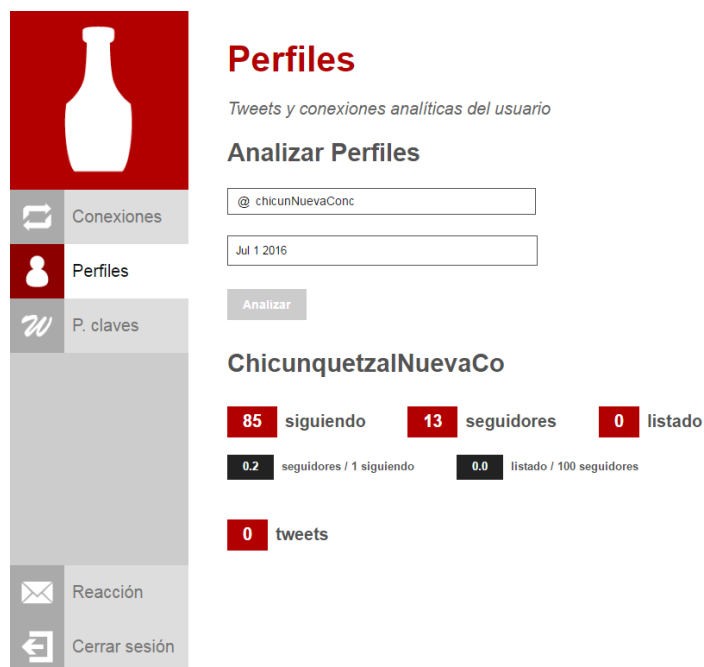 Perfiles
Tweets y conexiones analíticas del usuario
Analizar Perfiles
@ chicunNuevaConc
Jul 1 2016
Analizar
ChicunquetzalNuevaCo
85 siguiendo 13 seguidores 0 listado
0.2 seguidores / 1 siguiendo 0.0 listado / 100 seguidores
0 tweets
Conexiones
Perfiles
W P. claves
Reacción
Cerrar sesión